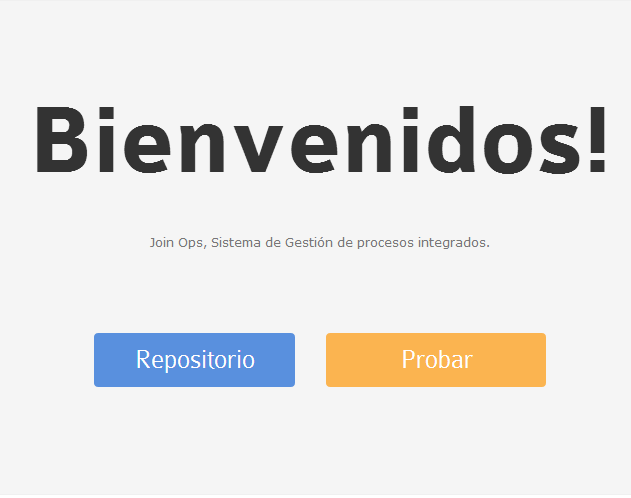 Bienvenidos!
Join Ops, Sistema de Gestión de procesos integrados.
Repositorio
Probar